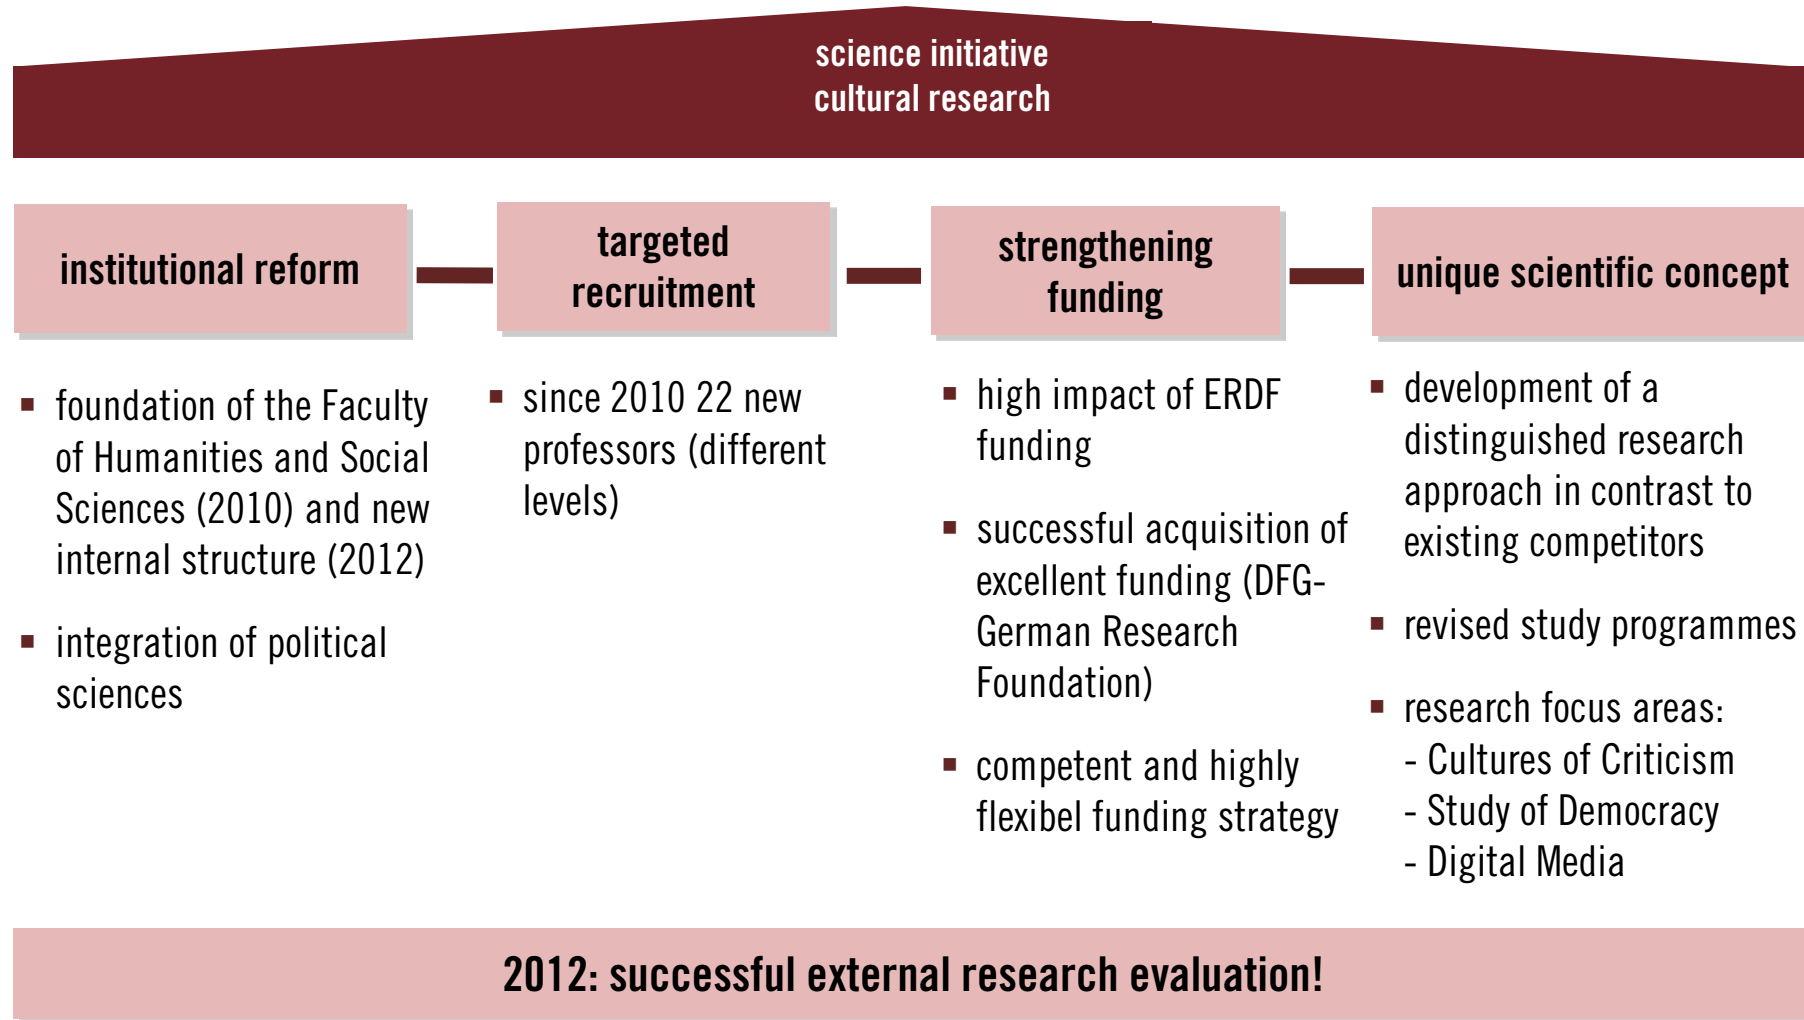 science initiative
cultural research
institutional reform
targeted
recruitment
strengthening
funding
unique scientific concept
▪ foundation of the Faculty
of Humanities and Social
Sciences (2010) and new
internal structure (2012)
▪ integration of political
sciences
▪ since 2010 22 new
professors (different
levels)
▪ high impact of ERDF
funding
▪ successful acquisition of
excellent funding (DFG-
German Research
Foundation)
▪ competent and highly
flexibel funding strategy
▪ development of a
distinguished research
approach in contrast to
existing competitors
▪ revised study programmes
▪ research focus areas:
- Cultures of Criticism
- Study of Democracy
- Digital Media
2012: successful external research evaluation!